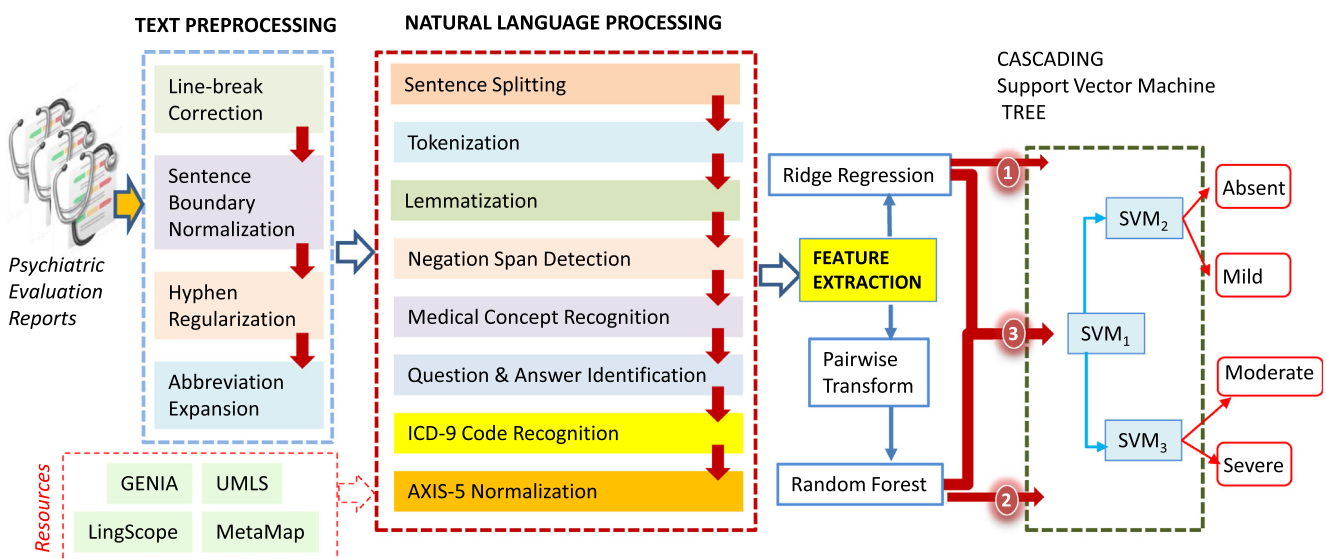 TEXT PREPROCESSING
Line-break
Correction
Sentence
Boundary
Normalization
Hyphen
Regularization
Abbreviation
Expansion
Psychiatric
Evaluation
Reports
Resources
GENIA
UMLS
LingScope
MetaMap
NATURAL LANGUAGE PROCESSING
Sentence Splitting
Tokenization
Lemmatization
Negation Span Detection
Medical Concept Recognition
Question & Answer Identification
ICD-9 Code Recognition
AXIS-5 Normalization
Ridge Regression
FEATURE
EXTRACTION
Pairwise
Transform
Random Forest
1
3
2
CASCADING
Support Vector Machine
TREE
SVM2
SVM1
SVM3
Absent
Mild
Moderate
Severe